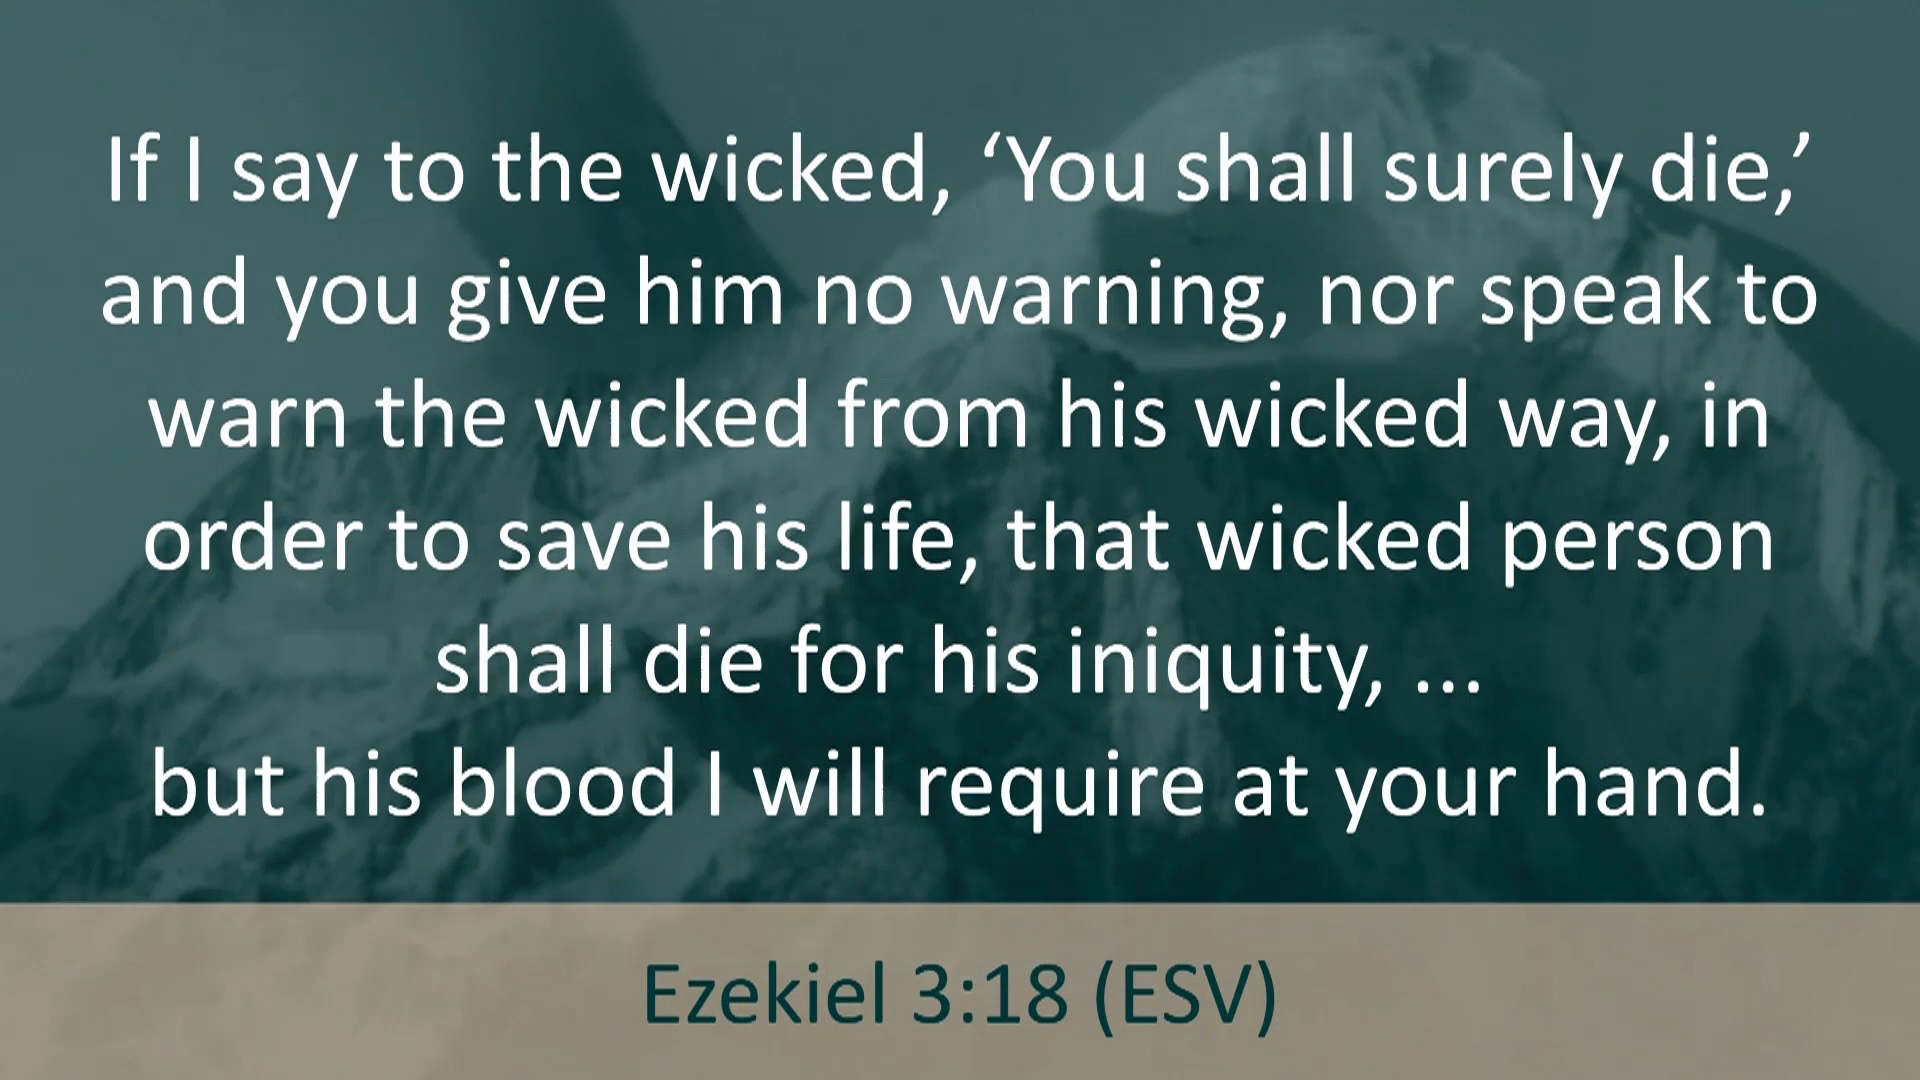 If I say to the wicked, ‘You shall surely die,’
and you give him no warning, nor speak to
warn the wicked from his wicked way, in
order to save his life, that wicked person
shall die for his iniquity, ...
but his blood I will require at your hand.
Ezekiel 3:18 (ESV)